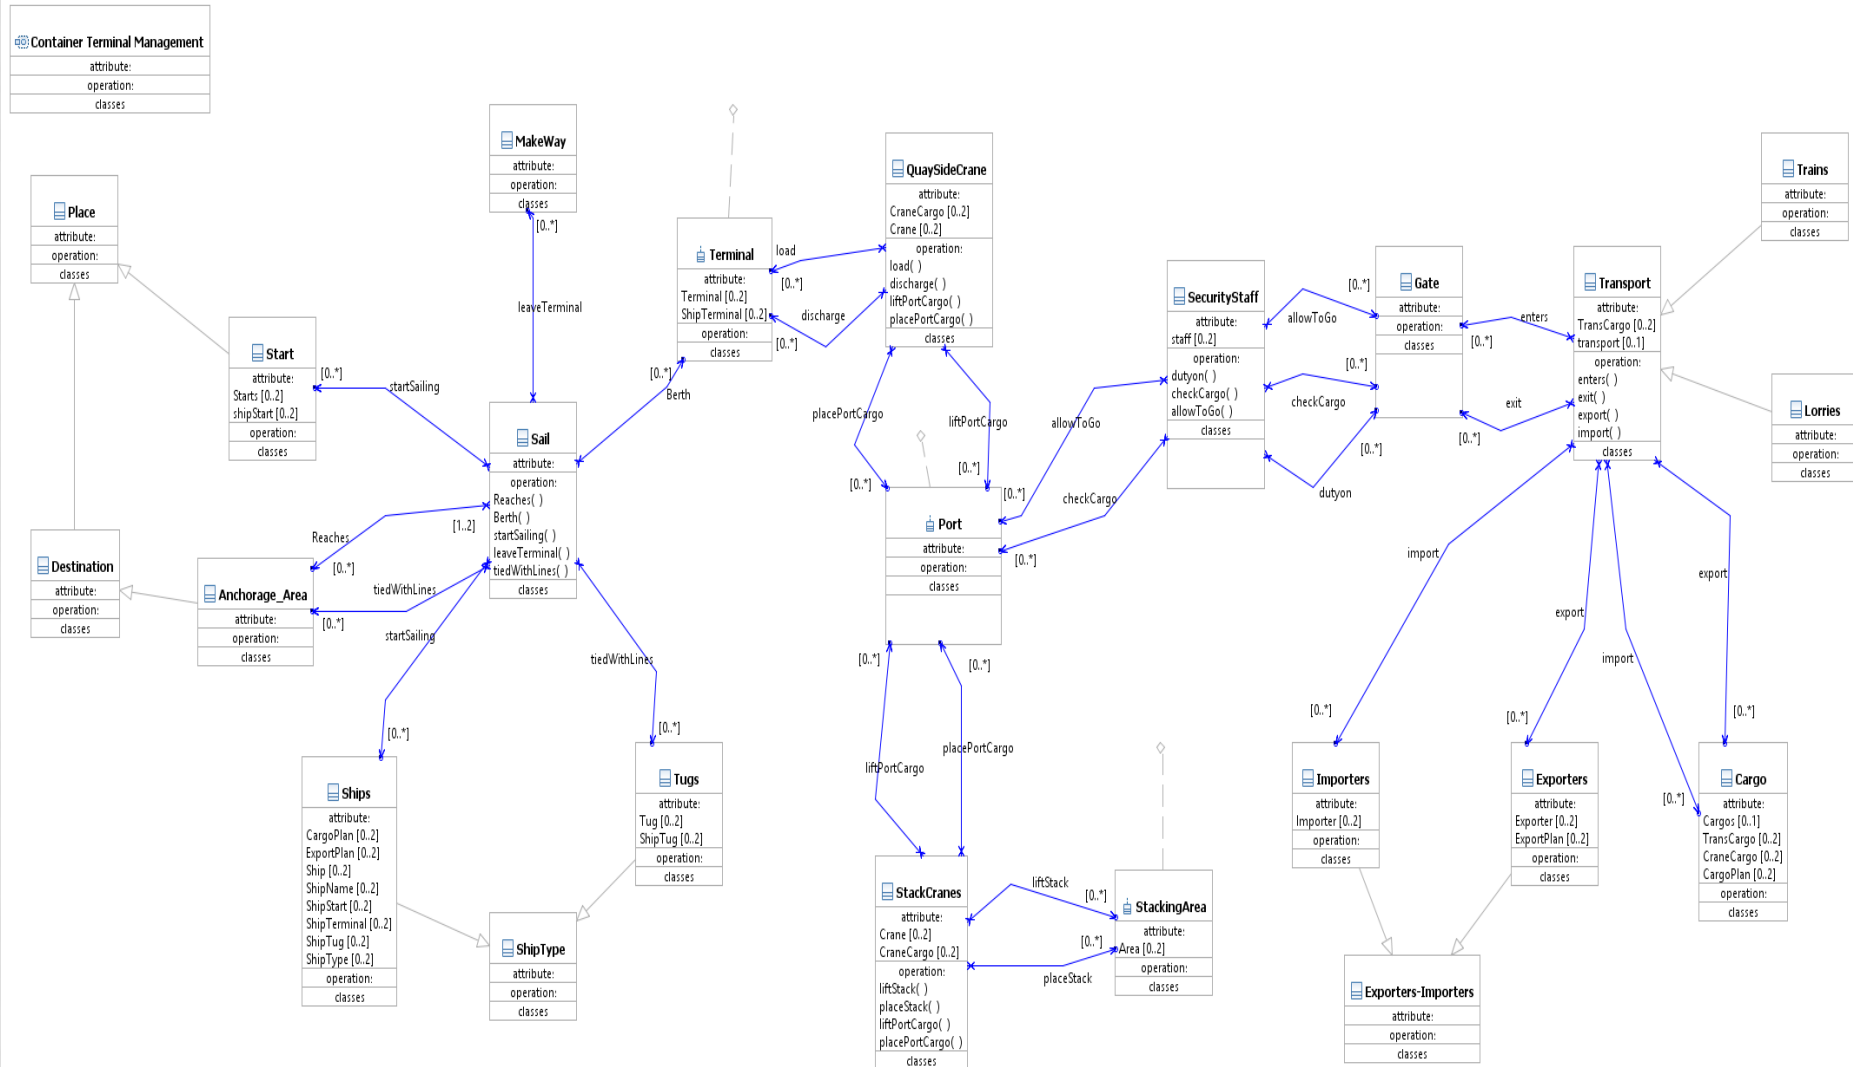 Container Terminal Management
attribute:
operation:
classes
MakeWay
attribute:
operation:
classes
[0..*]
leaveTerminal
Place
attribute:
operation:
classes
Start
attribute:
Starts [0..2]
shipStart [0..2]
operation:
classes
[0..*]
startSailing
Terminal
attribute:
Terminal [0..2]
ShipTerminal [0..2]
operation:
classes
load
[0..*]
discharge
[0..*]
[0..*]
Berth
QuaySideCrane
attribute:
CraneCargo [0..2]
Crane [0..2]
operation:
load( )
discharge( )
liftPortCargo( )
placePortCargo( )
classes
placePortCargo
liftPortCargo
[0..*]
[0..*]
[0..*]
Sail
attribute:
operation:
Reaches( )
Berth( )
startSailing( )
leaveTerminal( )
tiedWithLines( )
classes
[1..2]
Reaches
[0..*]
tiedWithLines
[0..*]
startSailing
[0..*]
tiedWithLines
[0..*]
Destination
attribute:
operation:
classes
Anchorage_Area
attribute:
operation:
classes
Port
attribute:
operation:
classes
allowToGo
checkCargo
[0..*]
[0..*]
[0..*]
SecurityStaff
attribute:
staff [0..2]
operation:
dutyon( )
checkCargo( )
allowToGo( )
classes
[0..*]
allowToGo
[0..*]
checkCargo
[0..*]
dutyon
Gate
attribute:
operation:
classes
enters
[0..*]
exit
[0..*]
Transport
attribute:
TransCargo [0..2]
transport [0..1]
operation:
enters( )
exit( )
export( )
import( )
classes
Trains
attribute:
operation:
classes
Lorries
attribute:
operation:
classes
import
export
import
export
[0..*]
[0..*]
[0..*]
[0..*]
Ships
attribute:
CargoPlan [0..2]
ExportPlan [0..2]
Ship [0..2]
ShipName [0..2]
ShipStart [0..2]
ShipTerminal [0..2]
ShipTug [0..2]
ShipType [0..2]
operation:
classes
Tugs
attribute:
Tug [0..2]
ShipTug [0..2]
operation:
classes
ShipType
attribute:
operation:
classes
liftPortCargo
placePortCargo
StackCranes
attribute:
Crane [0..2]
CraneCargo [0..2]
operation:
liftStack( )
placeStack( )
liftPortCargo( )
placePortCargo( )
classes
liftStack
[0..*]
[0..*]
placeStack
StackingArea
attribute:
Area [0..2]
operation:
classes
Importers
attribute:
Importer [0..2]
operation:
classes
Exporters
attribute:
Exporter [0..2]
ExportPlan [0..2]
operation:
classes
Cargo
attribute:
Cargos [0..1]
TransCargo [0..2]
CraneCargo [0..2]
CargoPlan [0..2]
operation:
classes
Exporters-Importers
attribute:
operation:
classes